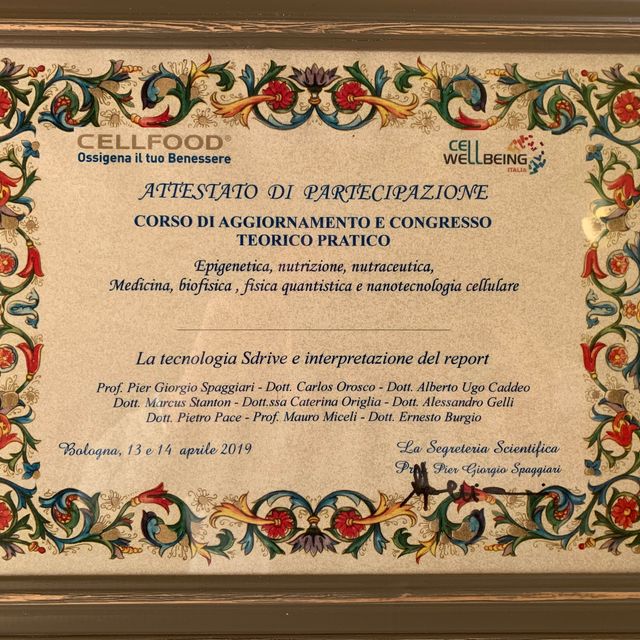 CELLFOOD®
Ossigena il tuo Benessere
CELL WELLBEING
ITALIA
ATTESTATO DI PARTECIPAZIONE
CORSO DI AGGIORNAMENTO E CONGRESSO
TEORICO PRATICO
Epigenetica, nutrizione, nutraceutica,
Medicina, biofisica , fisica quantistica e nanotecnologia cellulare
La tecnologia Sdrive e interpretazione del report
Prof. Pier Giorgio Spaggiari - Dott. Carlos Orosco - Dott. Alberto Ugo Caddeo
Dott. Marcus Stanton - Dott.ssa Caterina Origlia - Dott. Alessandro Gelli
Dott. Pietro Pace - Prof. Mauro Miceli - Dott. Ernesto Burgio
Bologna, 13 e 14 aprile 2019
La Segreteria Scientifica
Prof. Pier Giorgio Spaggiari